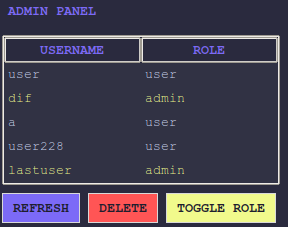 ADMIN PANEL
USERNAME ROLE
user user
dif admin
a user
user228 user
lastuser admin
REFRESH DELETE TOGGLE ROLE